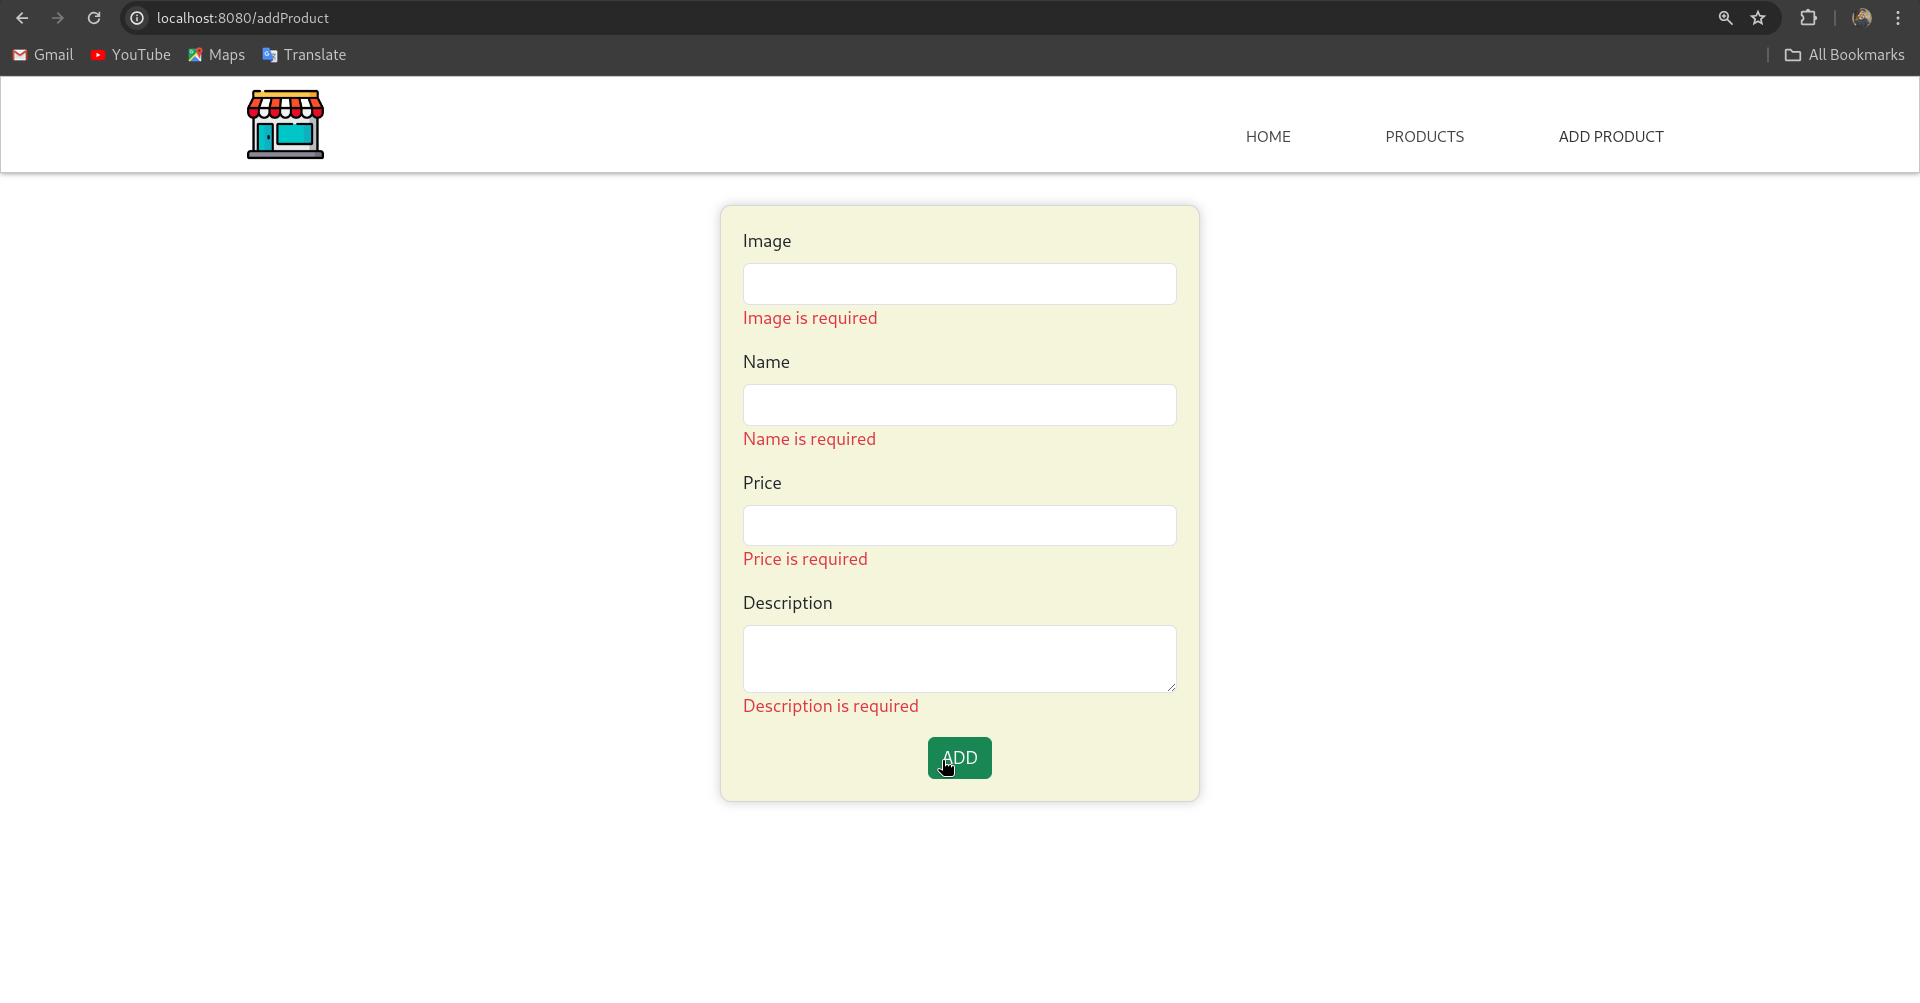 localhost:8080/addProduct
Gmail YouTube Maps Translate All Bookmarks
HOME PRODUCTS ADD PRODUCT
Image
Image is required
Name
Name is required
Price
Price is required
Description
Description is required
ADD